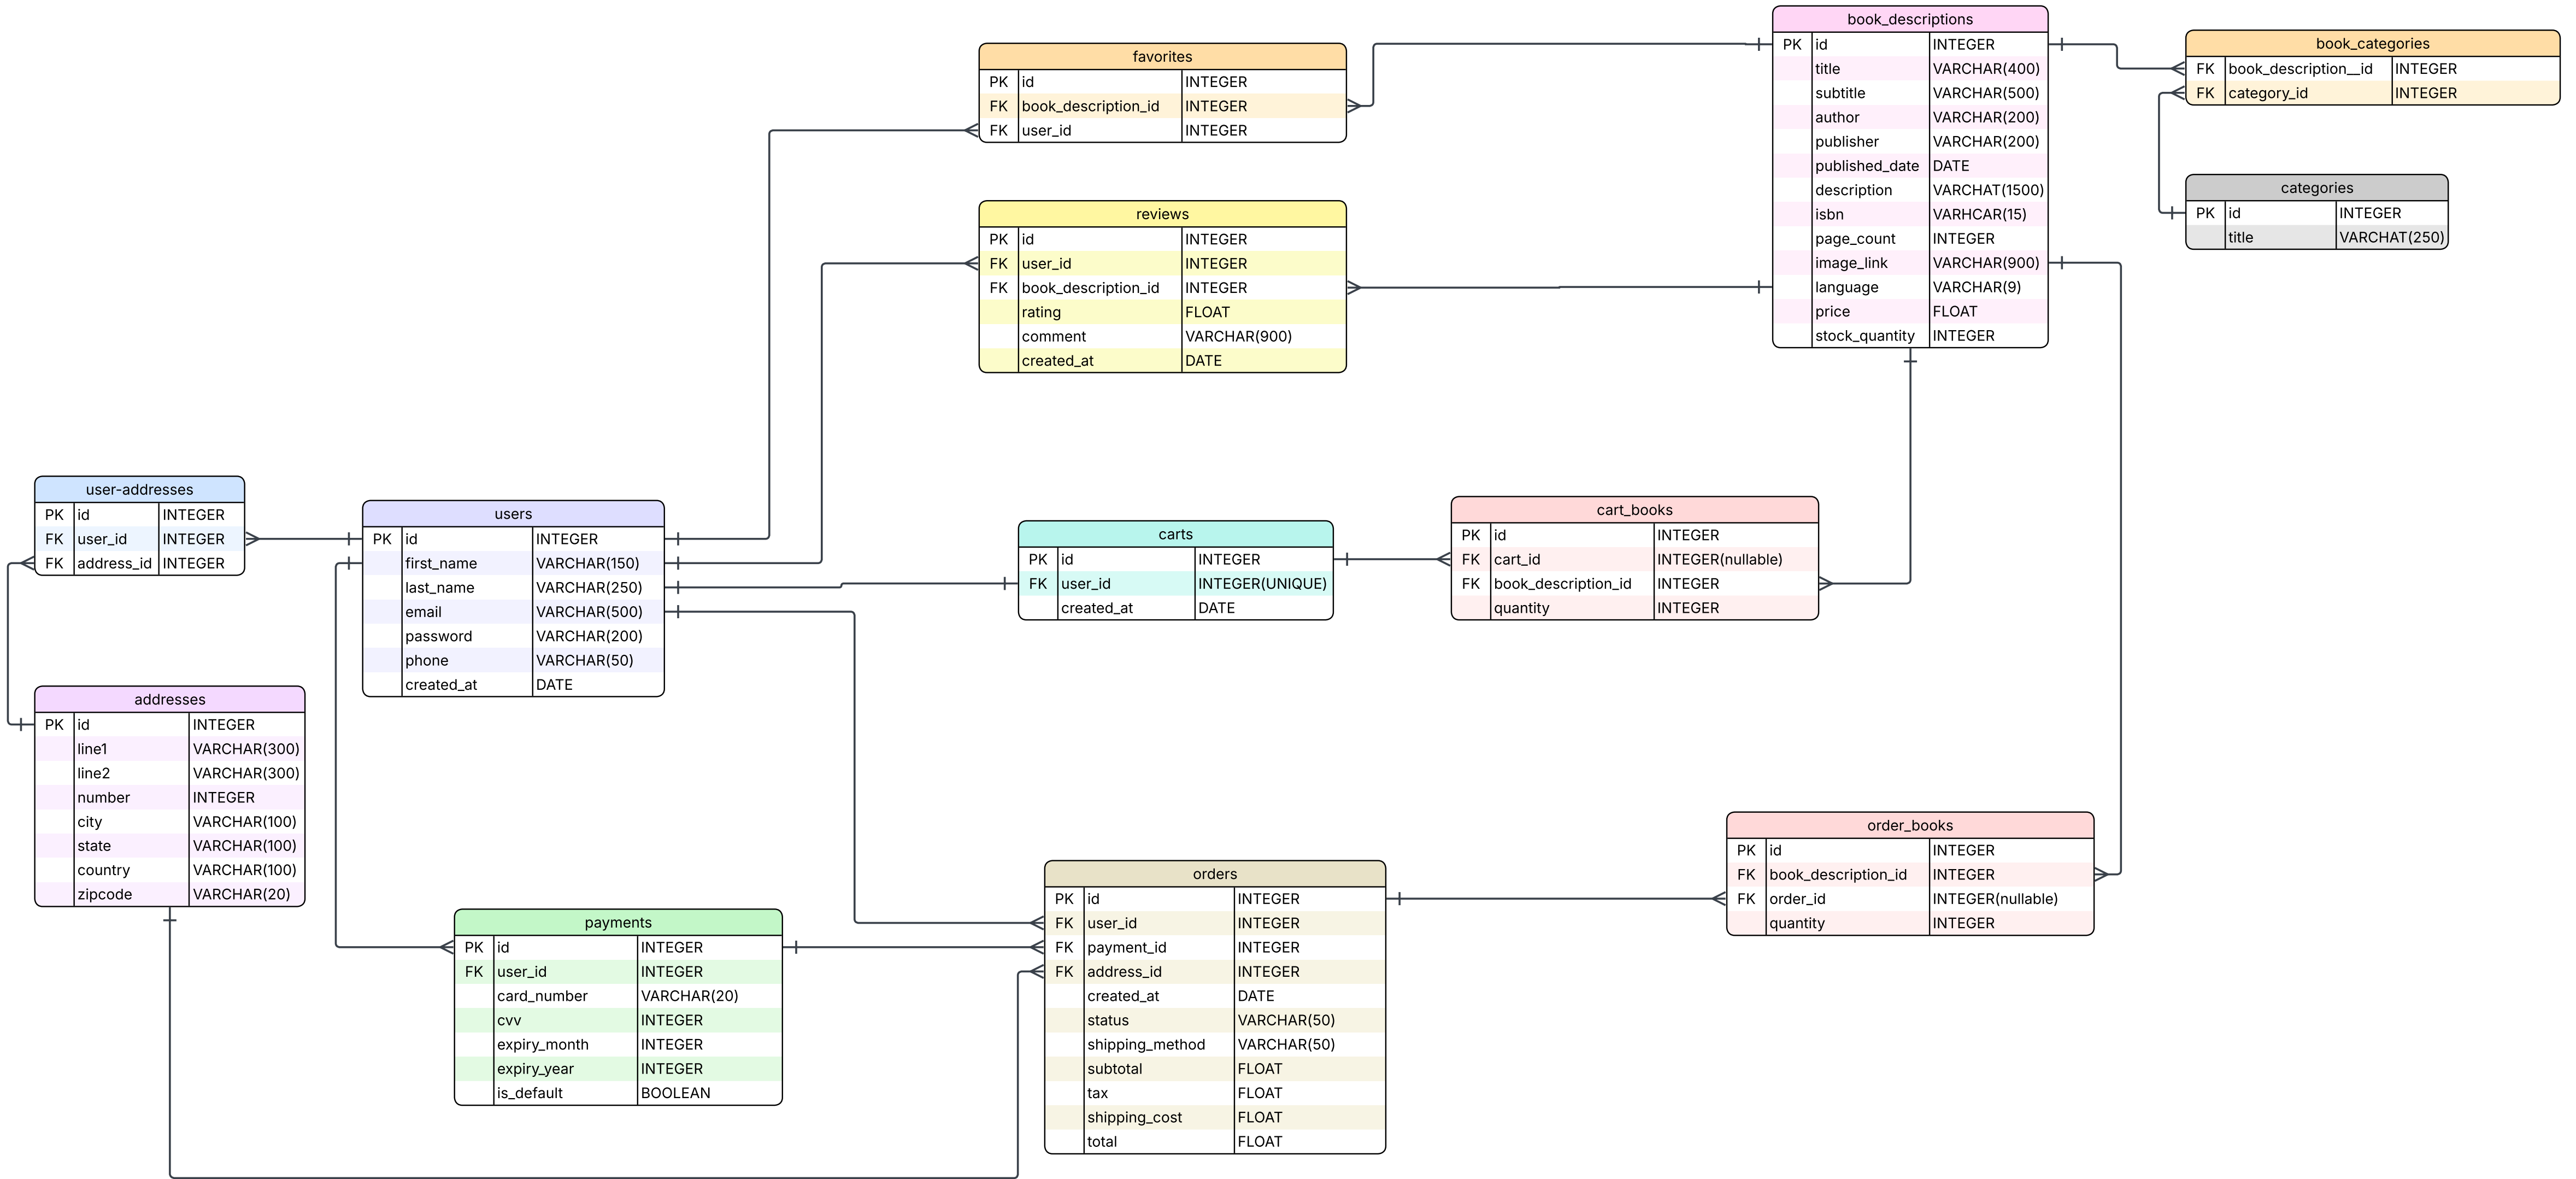 favorites
PK id INTEGER
FK book_description_id INTEGER
FK user_id INTEGER
book_descriptions
PK id INTEGER
title VARCHAR(400)
subtitle VARCHAR(500)
author VARCHAR(200)
publisher VARCHAR(200)
published_date DATE
description VARCHAT(1500)
isbn VARHCAR(15)
page_count INTEGER
image_link VARCHAR(900)
language VARCHAR(9)
price FLOAT
stock_quantity INTEGER
book_categories
FK book_description__id INTEGER
FK category_id INTEGER
categories
PK id INTEGER
title VARCHAT(250)
reviews
PK id INTEGER
FK user_id INTEGER
FK book_description_id INTEGER
rating FLOAT
comment VARCHAR(900)
created_at DATE
user-addresses
PK id INTEGER
FK user_id INTEGER
FK address_id INTEGER
users
PK id INTEGER
first_name VARCHAR(150)
last_name VARCHAR(250)
email VARCHAR(500)
password VARCHAR(200)
phone VARCHAR(50)
created_at DATE
carts
PK id INTEGER
FK user_id INTEGER(UNIQUE)
created_at DATE
cart_books
PK id INTEGER
FK cart_id INTEGER(nullable)
FK book_description_id INTEGER
quantity INTEGER
addresses
PK id INTEGER
line1 VARCHAR(300)
line2 VARCHAR(300)
number INTEGER
city VARCHAR(100)
state VARCHAR(100)
country VARCHAR(100)
zipcode VARCHAR(20)
payments
PK id INTEGER
FK user_id INTEGER
card_number VARCHAR(20)
cvv INTEGER
expiry_month INTEGER
expiry_year INTEGER
is_default BOOLEAN
orders
PK id INTEGER
FK user_id INTEGER
FK payment_id INTEGER
FK address_id INTEGER
created_at DATE
status VARCHAR(50)
shipping_method VARCHAR(50)
subtotal FLOAT
tax FLOAT
shipping_cost FLOAT
total FLOAT
order_books
PK id INTEGER
FK book_description_id INTEGER
FK order_id INTEGER(nullable)
quantity INTEGER